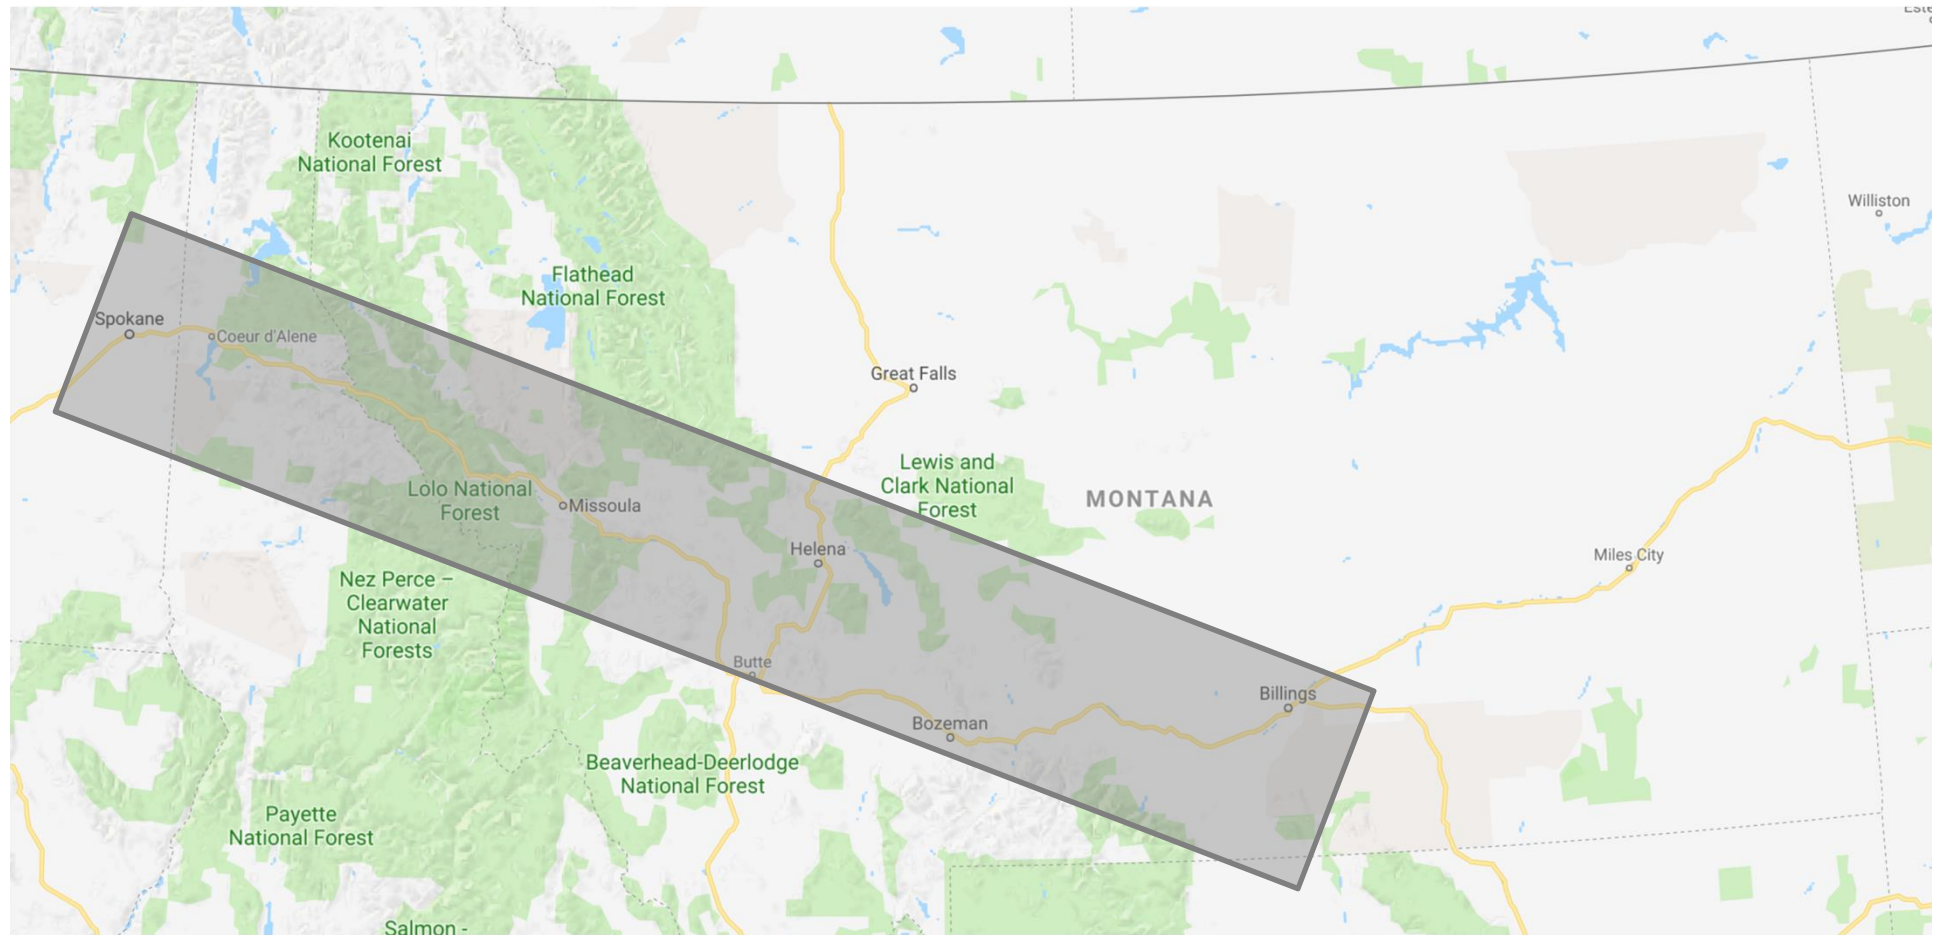 Kootenai
National Forest
Williston
Flathead
National Forest
Spokane
Coeur d'Alene
Great Falls
Lewis and
Clark National
Forest
MONTANA
Lolo National
Forest
Missoula
Helena
Miles City
Nez Perce –
Clearwater
National
Forests
Butte
Billings
Bozeman
Beaverhead-Deerlodge
National Forest
Payette
National Forest
Salmon -